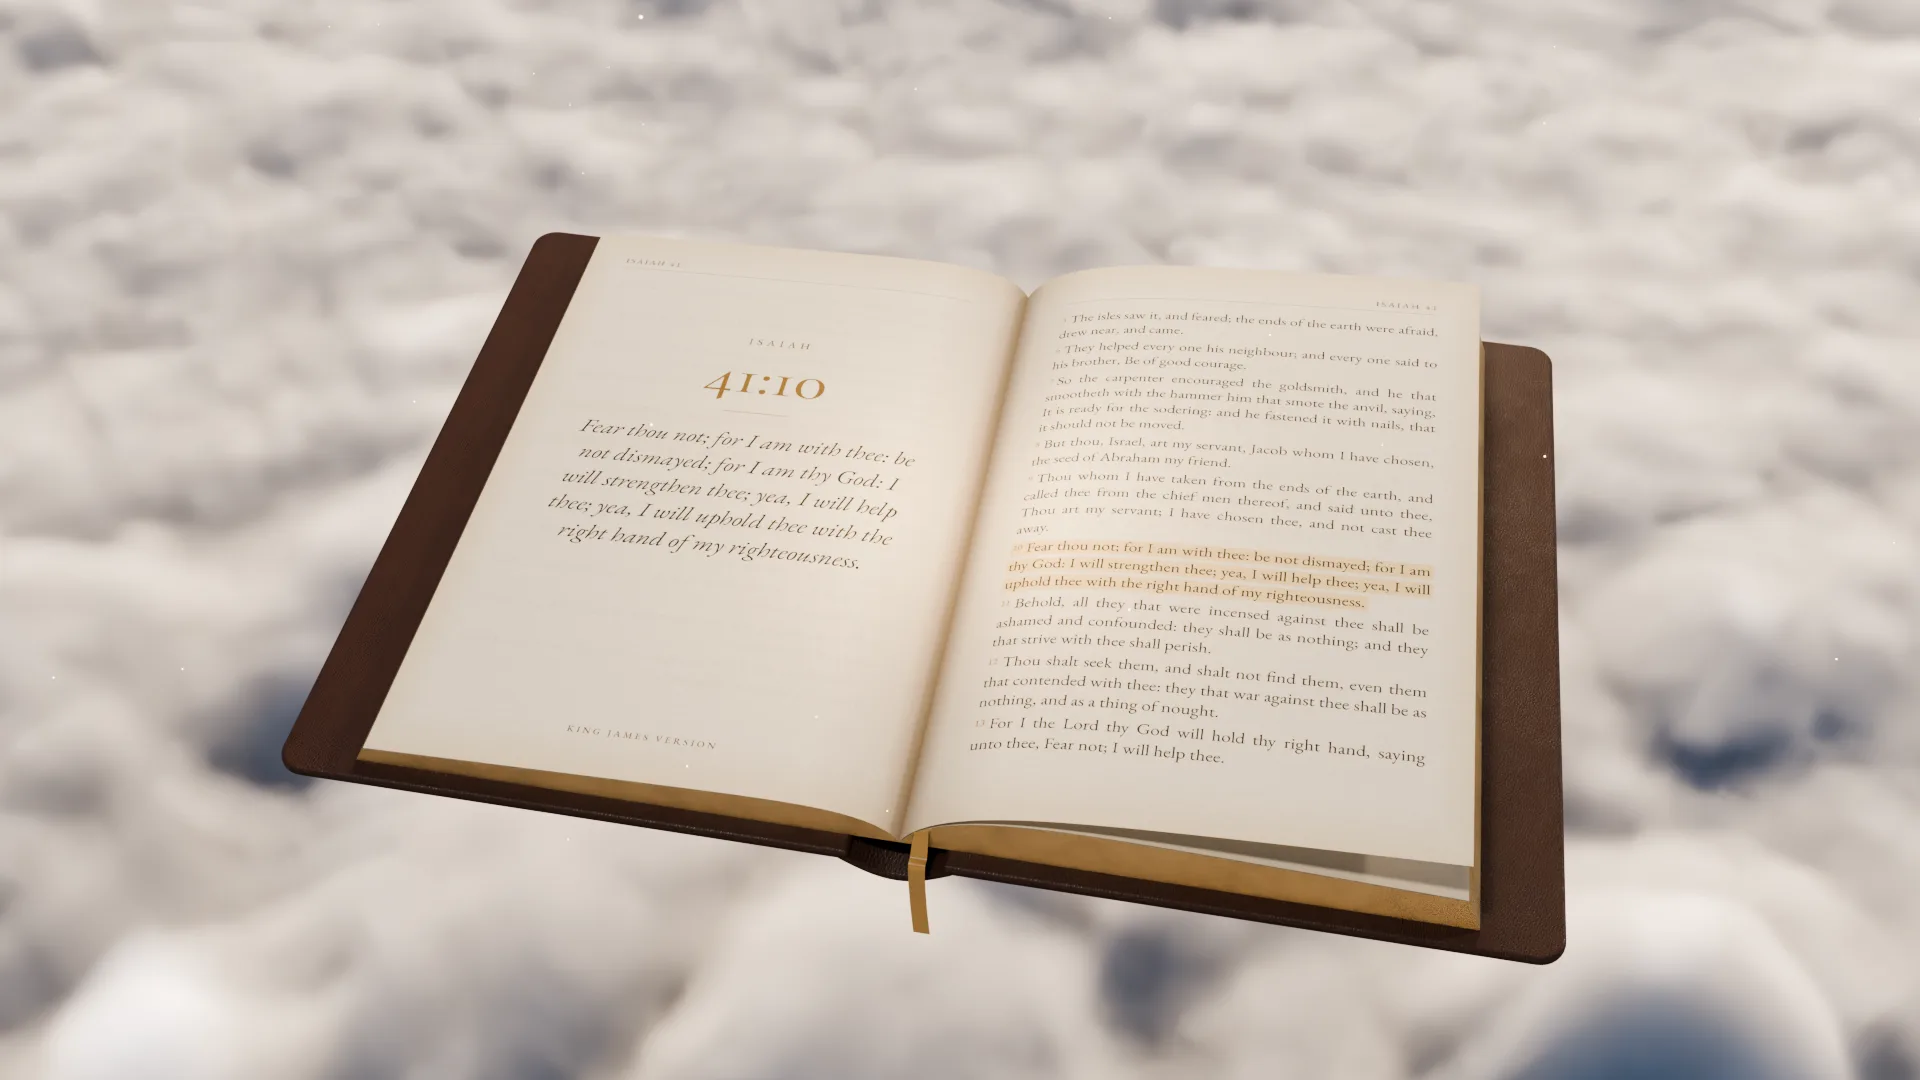 ISAIAH 41
ISAIAH
41:10
Fear thou not; for I am with thee: be
not dismayed; for I am thy God: I
will strengthen thee; yea, I will help
thee; yea, I will uphold thee with the
right hand of my righteousness.
KING JAMES VERSION
ISAIAH 41
The isles saw it, and feared; the ends of the earth were afraid,
drew near, and came.
6 They helped every one his neighbour; and every one said to
his brother, Be of good courage.
7 So the carpenter encouraged the goldsmith, and he that
smootheth with the hammer him that smote the anvil, saying,
It is ready for the sodering: and he fastened it with nails, that
it should not be moved.
8 But thou, Israel, art my servant, Jacob whom I have chosen,
the seed of Abraham my friend.
9 Thou whom I have taken from the ends of the earth, and
called thee from the chief men thereof, and said unto thee,
Thou art my servant; I have chosen thee, and not cast thee
away.
10 Fear thou not; for I am with thee: be not dismayed; for I am
thy God: I will strengthen thee; yea, I will help thee; yea, I will
uphold thee with the right hand of my righteousness.
11 Behold, all they that were incensed against thee shall be
ashamed and confounded: they shall be as nothing; and they
that strive with thee shall perish.
12 Thou shalt seek them, and shalt not find them, even them
that contended with thee: they that war against thee shall be as
nothing, and as a thing of nought.
13 For I the Lord thy God will hold thy right hand, saying
unto thee, Fear not; I will help thee.